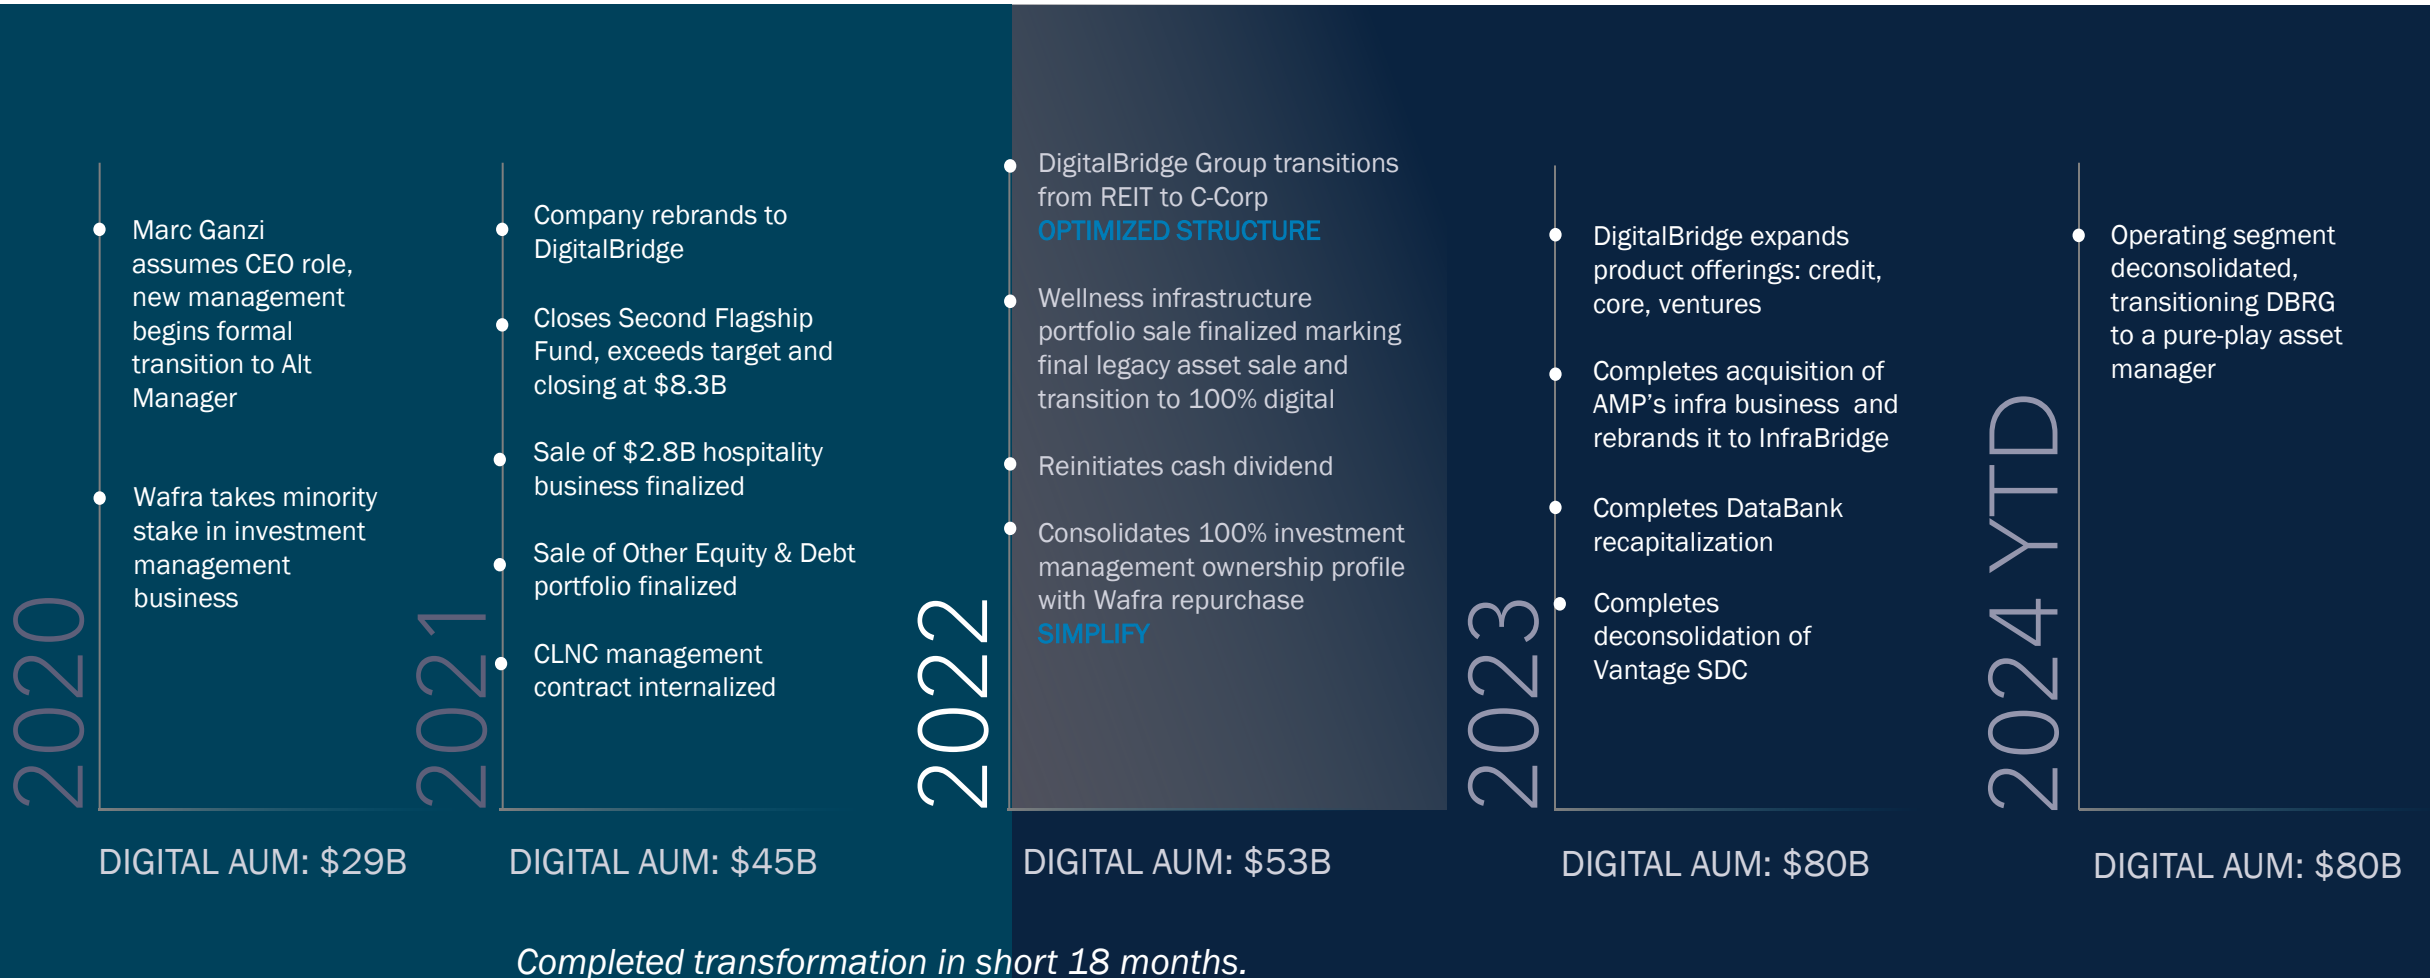 2020
Marc Ganzi
assumes CEO role,
new management
begins formal
transition to Alt
Manager
Wafra takes minority
stake in investment
management
business
DIGITAL AUM: $29B
2021
Company rebrands to
DigitalBridge
Closes Second Flagship
Fund, exceeds target and
closing at $8.3B
Sale of $2.8B hospitality
business finalized
Sale of Other Equity & Debt
portfolio finalized
CLNC management
contract internalized
DIGITAL AUM: $45B
2022
DigitalBridge Group transitions
from REIT to C-Corp
OPTIMIZED STRUCTURE
Wellness infrastructure
portfolio sale finalized marking
final legacy asset sale and
transition to 100% digital
Reinitiates cash dividend
Consolidates 100% investment
management ownership profile
with Wafra repurchase
SIMPLIFY
DIGITAL AUM: $53B
2023
DigitalBridge expands
product offerings: credit,
core, ventures
Completes acquisition of
AMP’s infra business and
rebrands it to InfraBridge
Completes DataBank
recapitalization
Completes
deconsolidation of
Vantage SDC
DIGITAL AUM: $80B
2024 YTD
Operating segment
deconsolidated,
transitioning DBRG
to a pure-play asset
manager
DIGITAL AUM: $80B
Completed transformation in short 18 months.